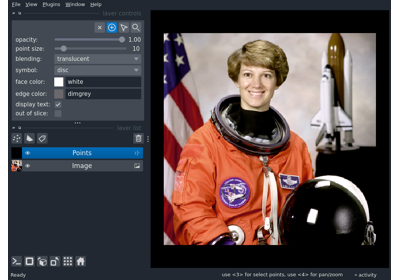 File View Plugins Window Help
layer controls
opacity: 1.00
point size: 10
blending: translucent
symbol: disc
face color: white
edge color: dimgrey
display text:
out of slice:
layer list
Points
Image
Ready
use <3> for select points, use <4> for pan/zoom
activity